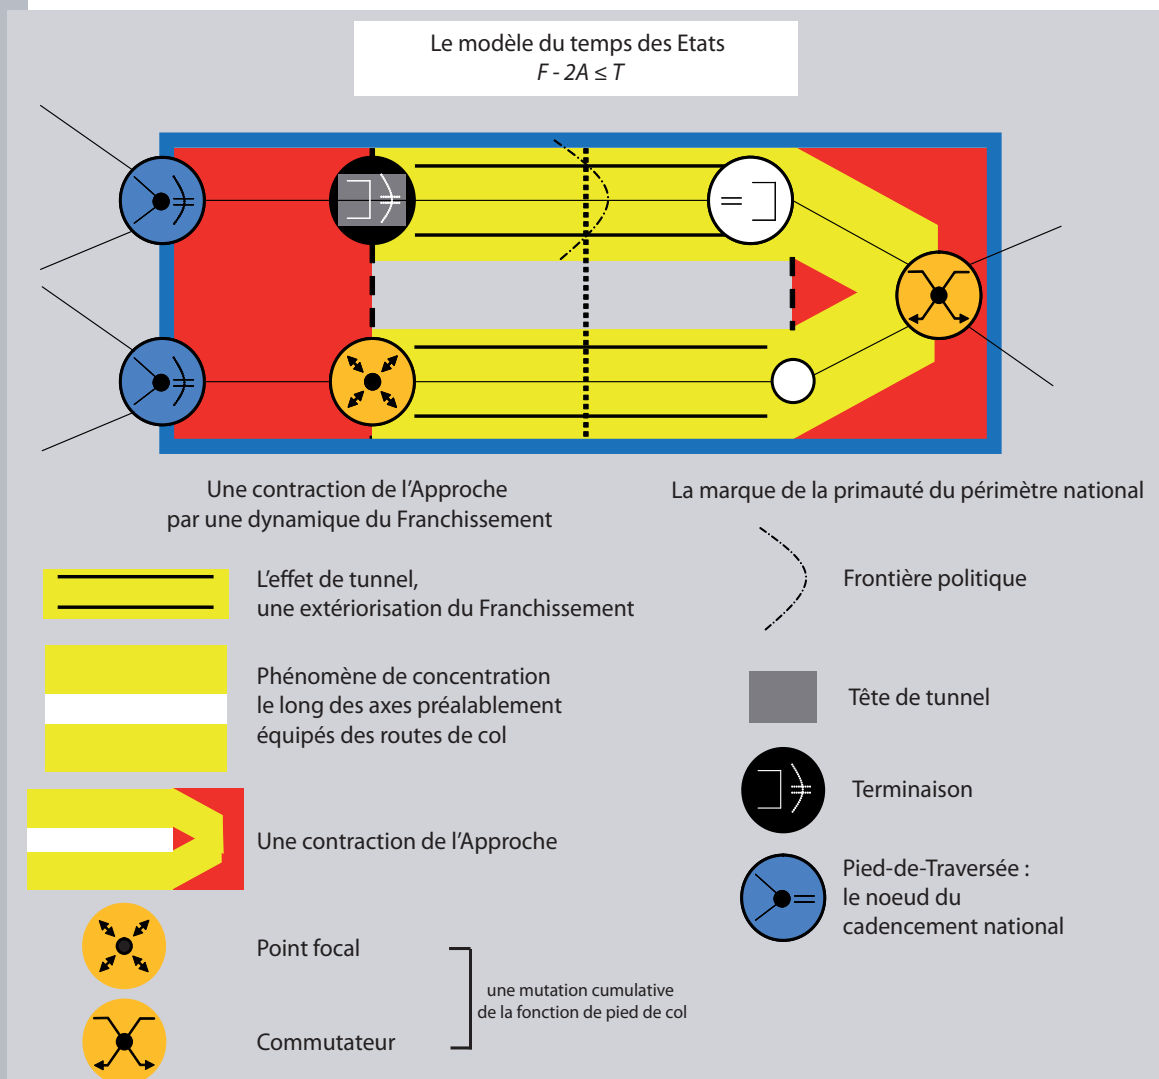 Le modèle du temps des Etats
F - 2A ≤ T
Une contraction de l'Approche
par une dynamique du Franchissement
L'effet de tunnel,
une extériorisation du Franchissement
Phénomène de concentration
le long des axes préalablement
équipés des routes de col
Une contraction de l'Approche
Point focal
Commutateur
une mutation cumulative
de la fonction de pied de col
La marque de la primauté du périmètre national
Frontière politique
Tête de tunnel
Terminaison
Pied-de-Traversée :
le noeud du
cadencement national